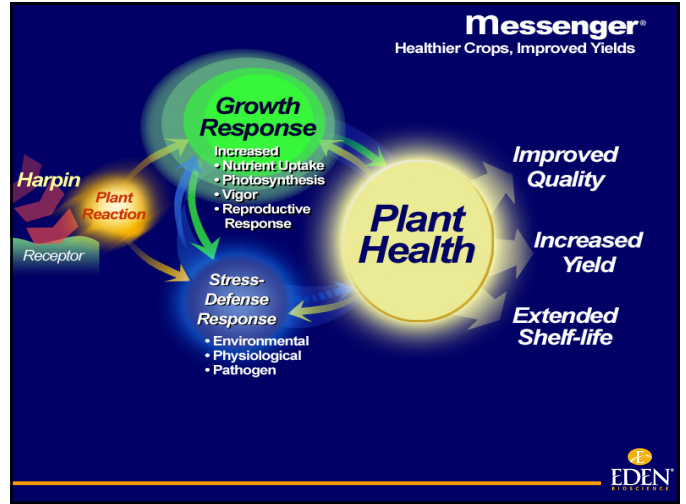 Messenger®
Healthier Crops, Improved Yields
Growth
Response
Increased
• Nutrient Uptake
• Photosynthesis
• Vigor
• Reproductive
Response
Harpin
Plant
Reaction
Receptor
Stress-
Defense
Response
• Environmental
• Physiological
• Pathogen
Plant
Health
Improved
Quality
Increased
Yield
Extended
Shelf-life
EDEN
BIOSCIENCE